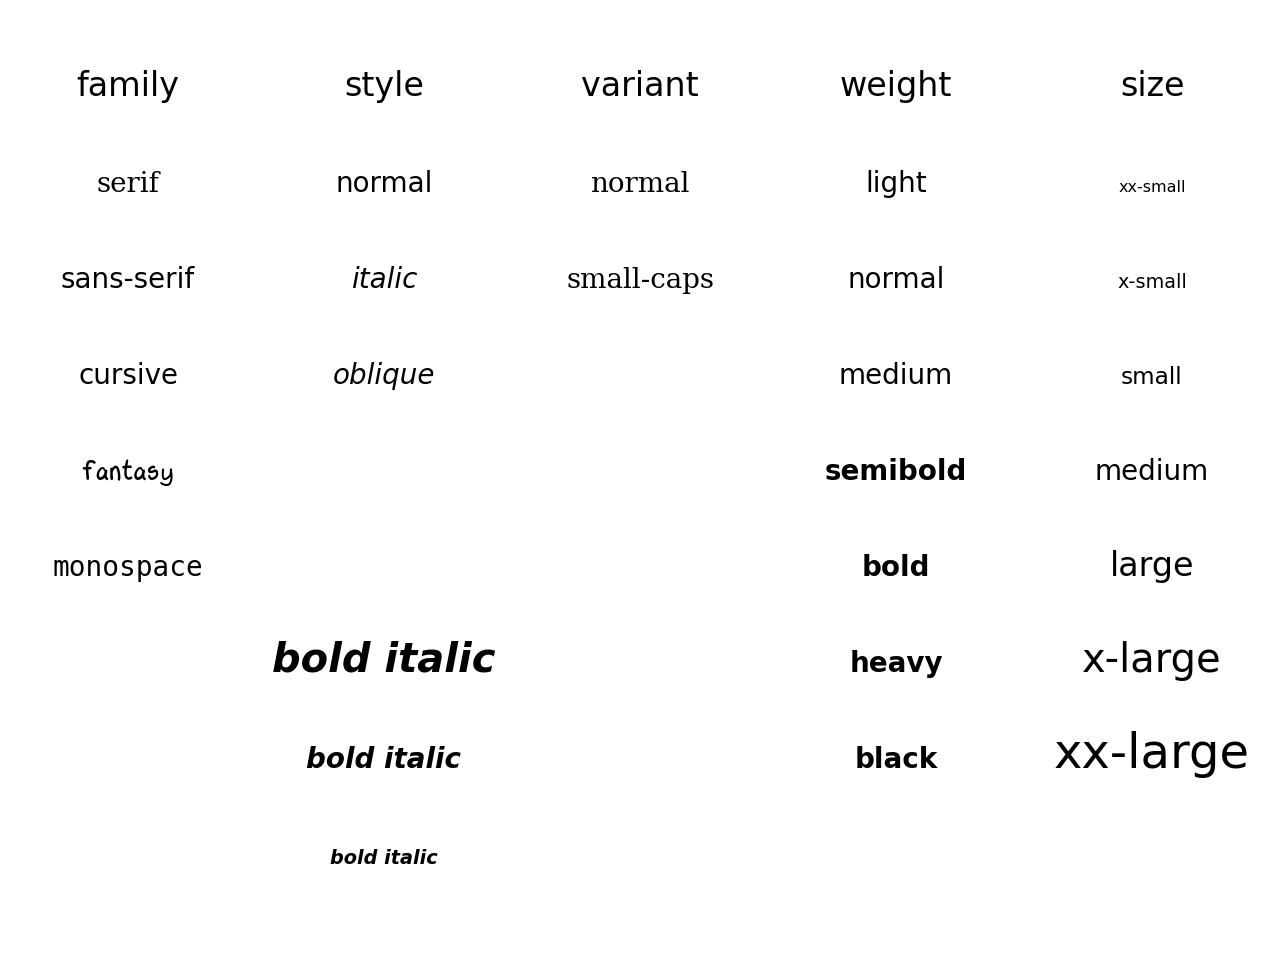 family style variant weight size
serif normal normal light xx-small
sans-serif italic small-caps normal x-small
cursive oblique medium small
fantasy semibold medium
monospace bold large
bold italic heavy x-large
bold italic black xx-large
bold italic